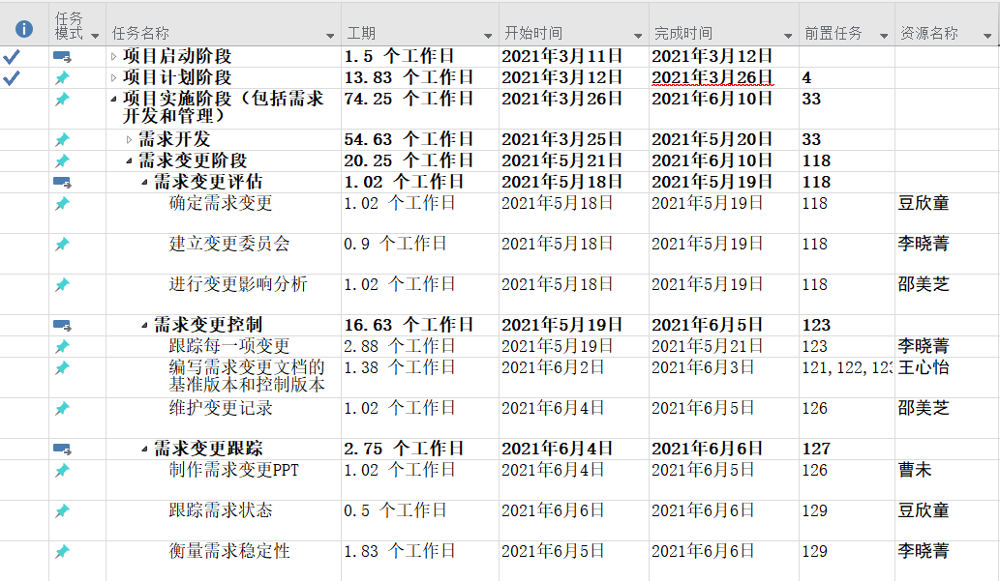 任务模式 任务名称 工期 开始时间 完成时间 前置任务 资源名称
项目启动阶段 1.5 个工作日 2021年3月11日 2021年3月12日
项目计划阶段 13.83 个工作日 2021年3月12日 2021年3月26日 4
项目实施阶段（包括需求 74.25 个工作日 2021年3月26日 2021年6月10日 33
开发和管理）
需求开发 54.63 个工作日 2021年3月25日 2021年5月20日 33
需求变更阶段 20.25 个工作日 2021年5月21日 2021年6月10日 118
需求变更评估 1.02 个工作日 2021年5月18日 2021年5月19日 118
确定需求变更 1.02 个工作日 2021年5月18日 2021年5月19日 118 豆欣童
建立变更委员会 0.9 个工作日 2021年5月18日 2021年5月19日 118 李晓菁
进行变更影响分析 1.02 个工作日 2021年5月18日 2021年5月19日 118 邵美芝
需求变更控制 16.63 个工作日 2021年5月19日 2021年6月5日 123
跟踪每一项变更 2.88 个工作日 2021年5月19日 2021年5月21日 123 李晓菁
编写需求变更文档的 1.38 个工作日 2021年6月2日 2021年6月3日 121,122,123 王心怡
基准版本和控制版本
维护变更记录 1.02 个工作日 2021年6月4日 2021年6月5日 126 邵美芝
需求变更跟踪 2.75 个工作日 2021年6月4日 2021年6月6日 127
制作需求变更PPT 1.02 个工作日 2021年6月4日 2021年6月5日 126 曹未
跟踪需求状态 0.5 个工作日 2021年6月6日 2021年6月6日 129 豆欣童
衡量需求稳定性 1.83 个工作日 2021年6月5日 2021年6月6日 129 李晓菁